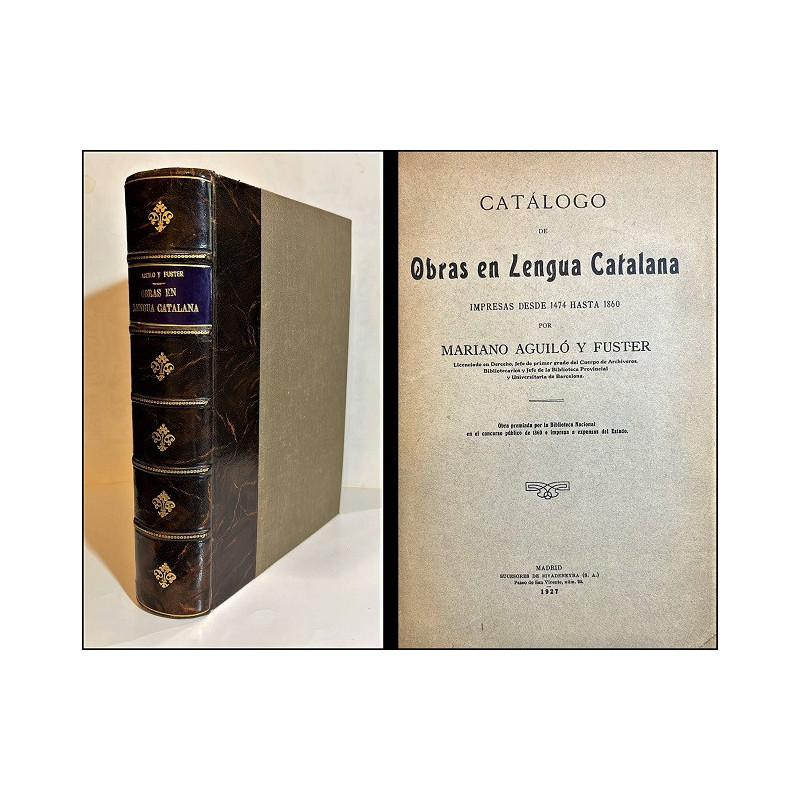 AGUILO Y FUSTER
OBRAS EN
LENGUA CATALANA
CATÁLOGO
DE
Obras en Lengua Catalana
IMPRESAS DESDE 1474 HASTA 1860
POR
MARIANO AGUILÓ Y FUSTER
Licenciado en Derecho, Jefe de primer grado del Cuerpo de Archiveros.
Bibliotecarios y Jefe de la Biblioteca Provincial
y Universitaria de Barcelona.
Obra premiada por la Biblioteca Nacional
en el concurso público de 1860 e impresa a expensas del Estado.
MADRID
SUCESORES DE RIVADENEYRA (S. A.)
Paseo de San Vicente, núm. 20.
1927